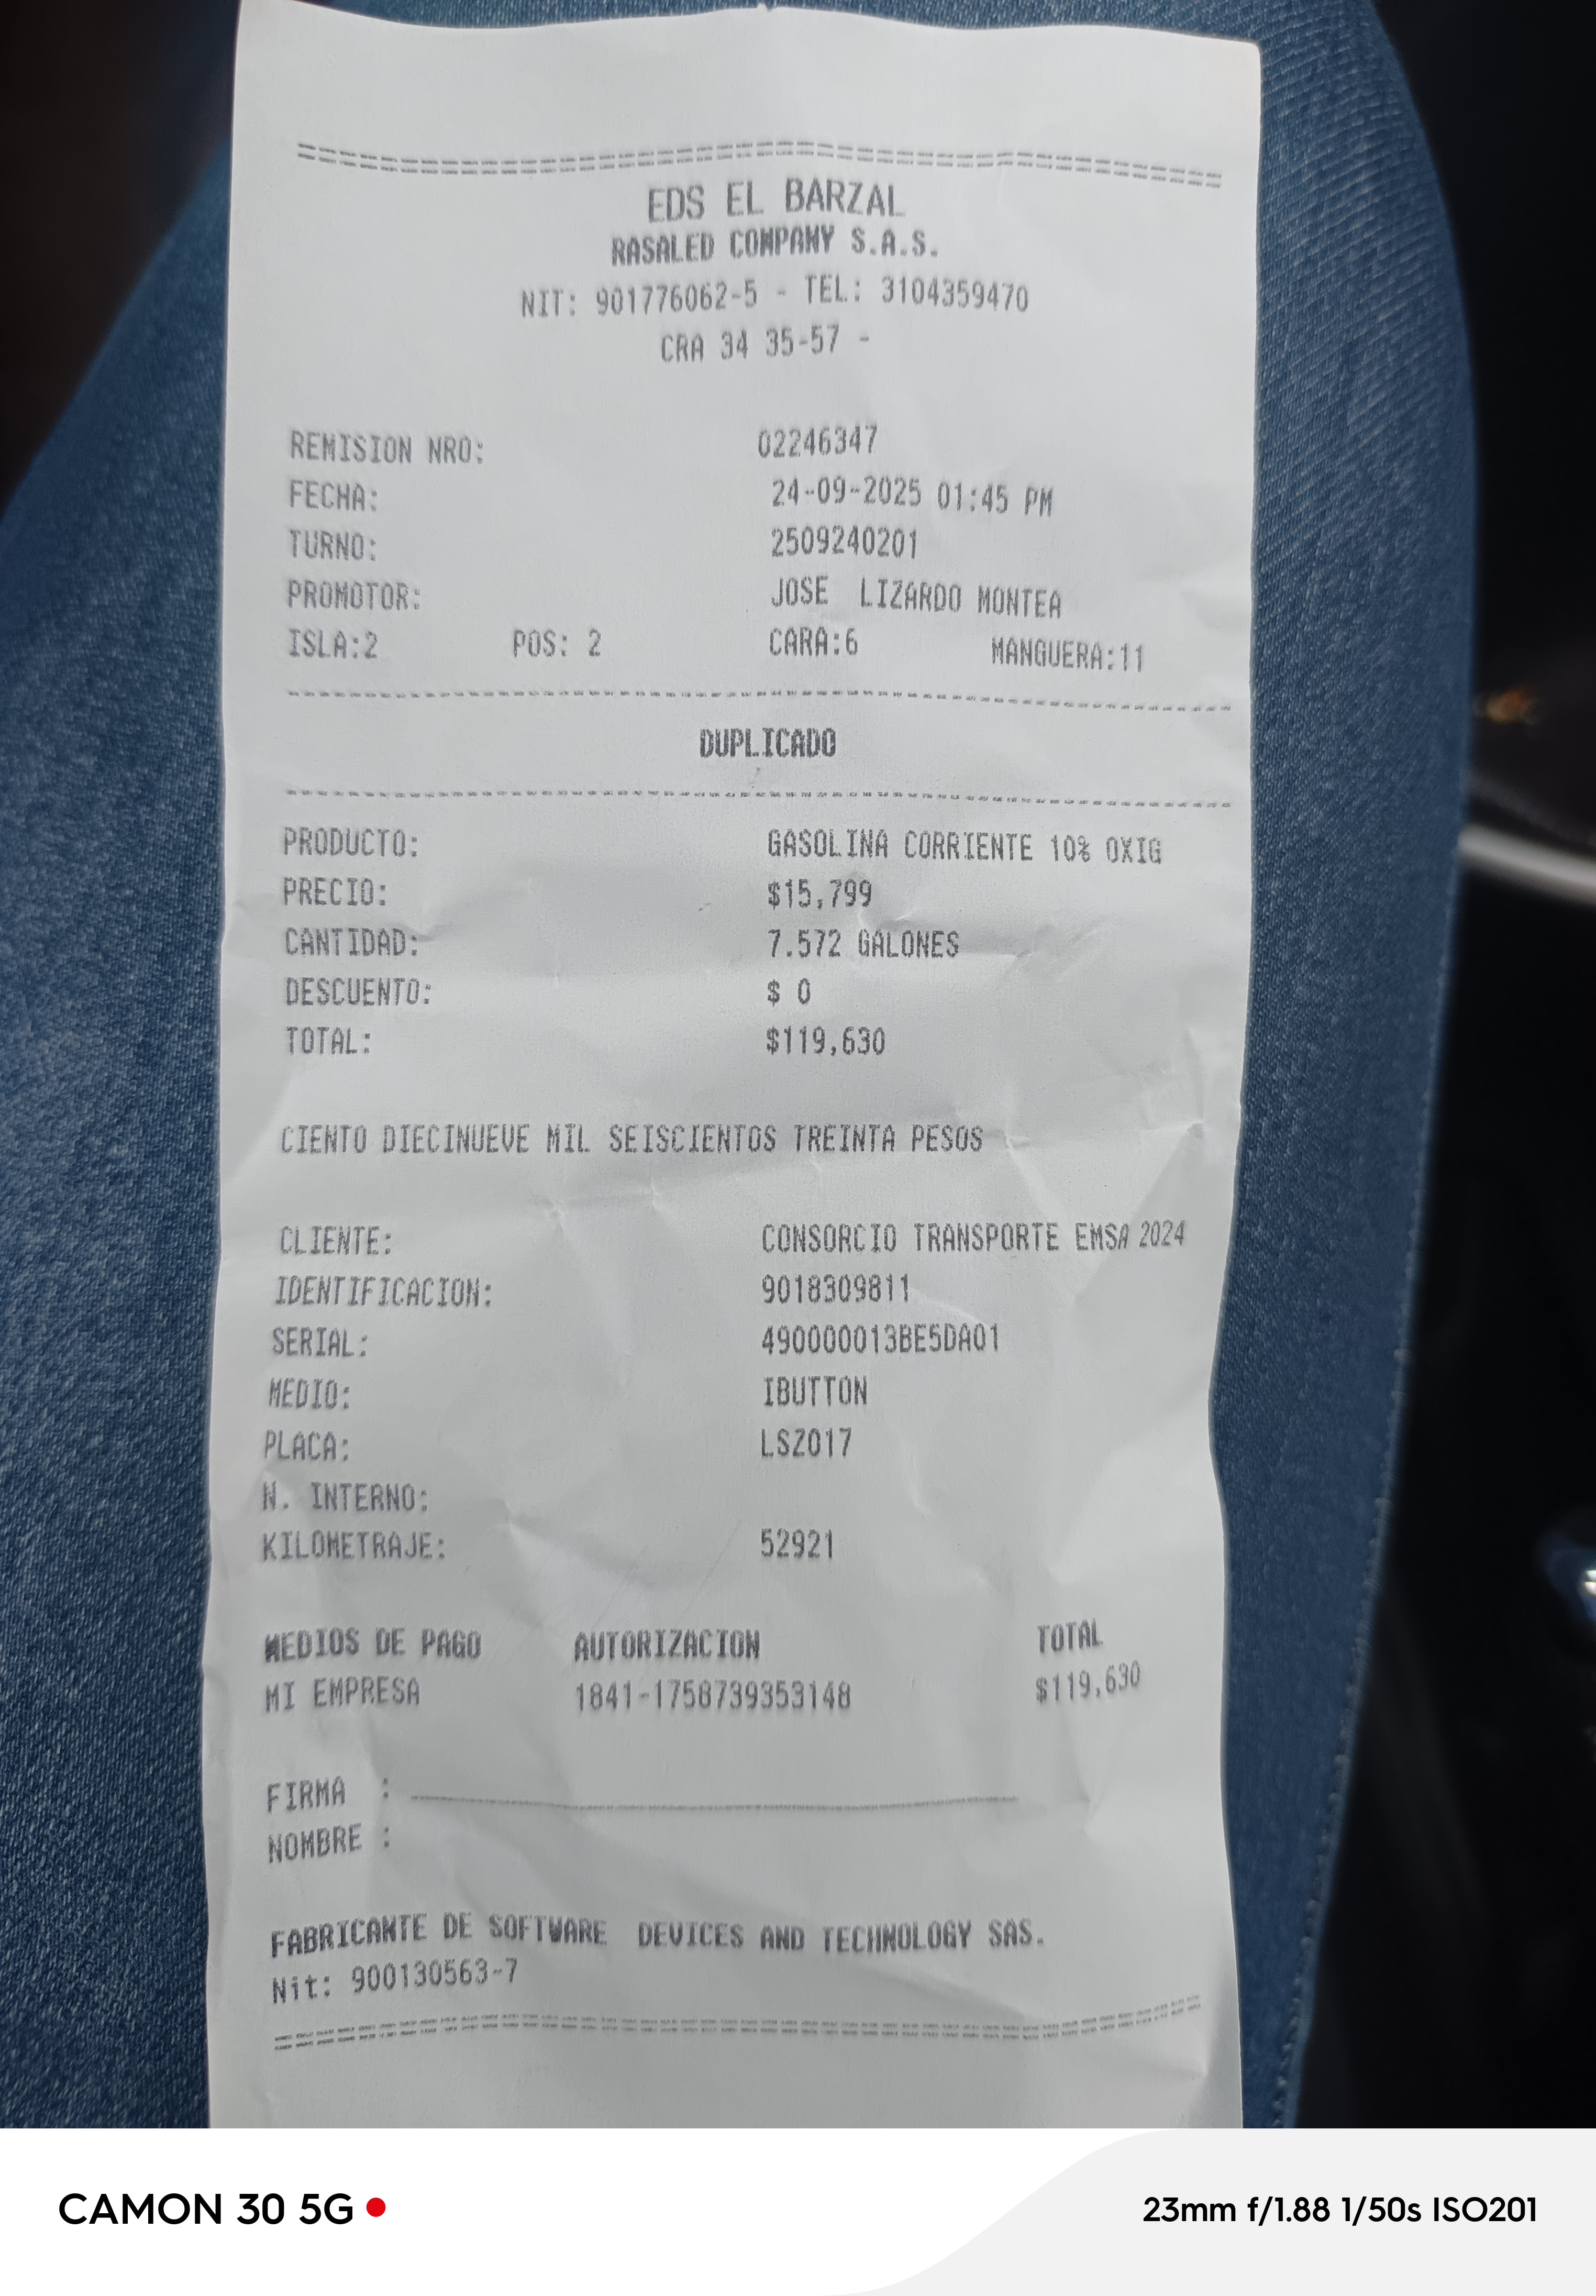 EDS EL BARZAL
RASALED COMPANY S.A.S.
NIT: 901776062-5 - TEL: 3104359470
CRA 34 35-57 -
REMISION NRO: 02246347
FECHA: 24-09-2025 01:45 PM
TURNO: 2509240201
PROMOTOR: JOSE LIZARDO MONTEA
ISLA:2 POS: 2 CARA:6 MANGUERA:11
DUPLICADO
PRODUCTO: GASOLINA CORRIENTE 10% OXIG
PRECIO: $15,799
CANTIDAD: 7.572 GALONES
DESCUENTO: $ 0
TOTAL: $119,630
CIENTO DIECINUEVE MIL SEISCIENTOS TREINTA PESOS
CLIENTE: CONSORCIO TRANSPORTE EMSA 2024
IDENTIFICACION: 9018309811
SERIAL: 490000013BE5DA01
MEDIO: IBUTTON
PLACA: LSZ017
N. INTERNO:
KILOMETRAJE: 52921
MEDIOS DE PAGO AUTORIZACION TOTAL
MI EMPRESA 1841-1758739353148 $119,630
FIRMA :
NOMBRE :
FABRICANTE DE SOFTWARE DEVICES AND TECHNOLOGY SAS.
Nit: 900130563-7
CAMON 30 5G
23mm f/1.88 1/50s ISO201